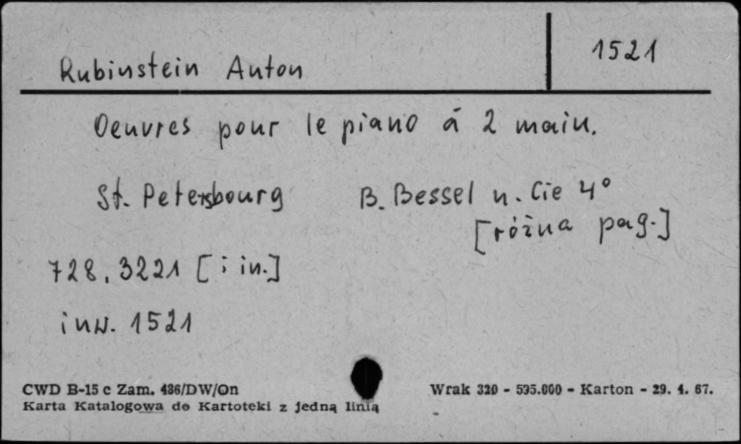 Rubinstein Anton 1521
Oeuvres pour le piano á 2 main.
St. Petersbourg B. Bessel u. Cie 4°
[różna pag.]
728, 3221 [i in.]
inw. 1521
CWD B-15 c Zam. 486/DW/On Wrak 320 - 595.000 - Karton - 29. 4. 67.
Karta Katalogowa do Kartoteki z jedną linią